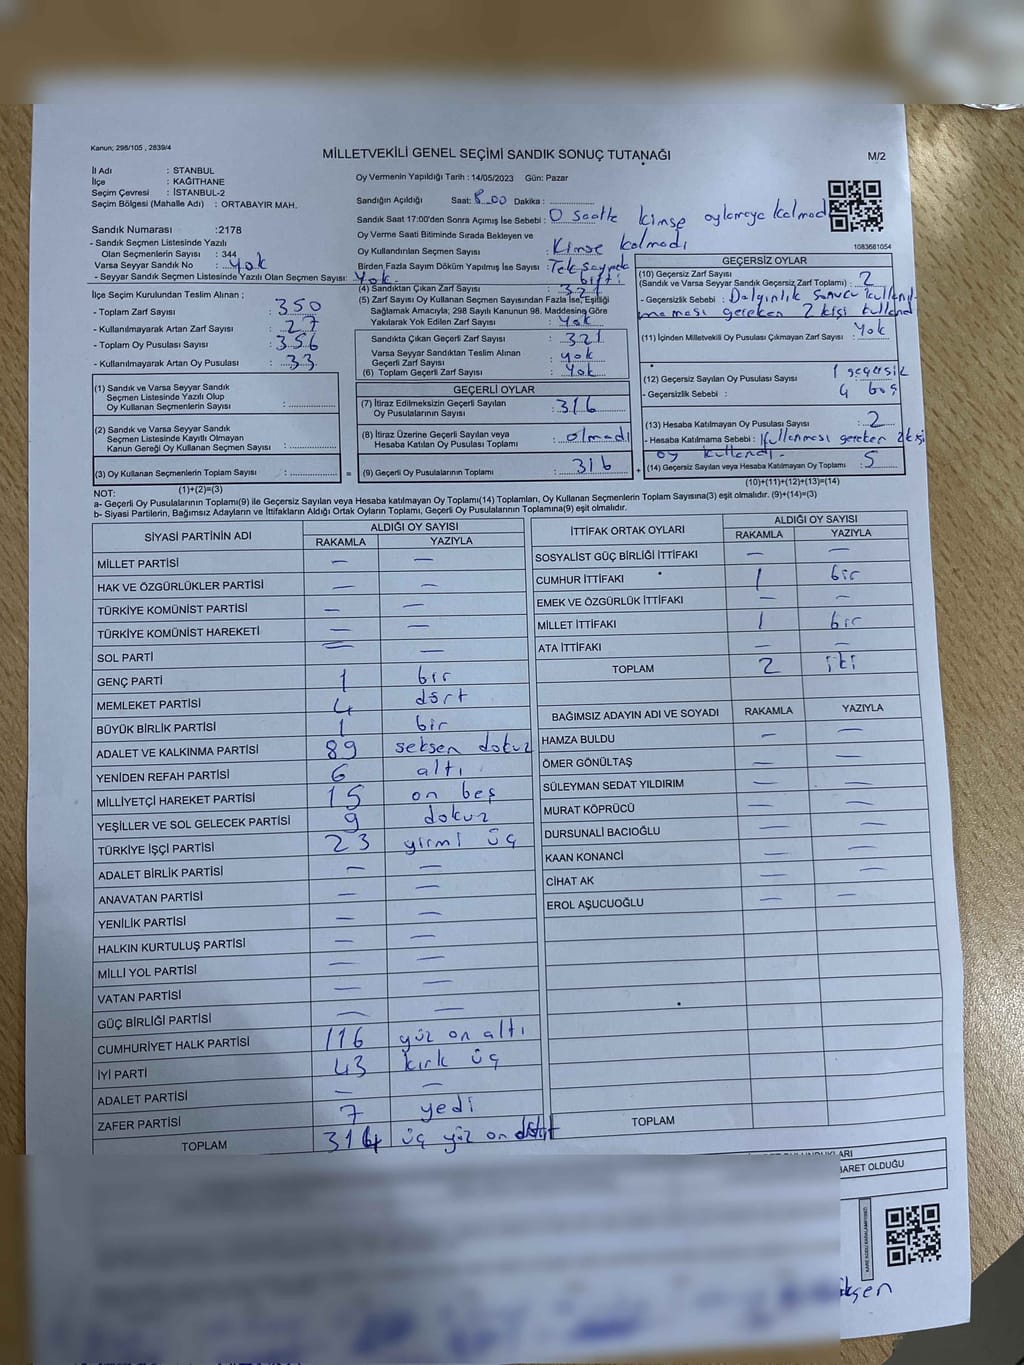 Kanun; 298/105 , 2839/4
MİLLETVEKİLİ GENEL SEÇİMİ SANDIK SONUÇ TUTANAĞI
M/2
İl Adı : STANBUL
İlçe : KAĞITHANE
Seçim Çevresi : İSTANBUL-2
Seçim Bölgesi (Mahalle Adı) : ORTABAYIR MAH.
Oy Vermenin Yapıldığı Tarih : 14/05/2023 Gün: Pazar
Sandığın Açıldığı Saat: 8.00 Dakika :
Sandık Saat 17:00'den Sonra Açımış İse Sebebi : O saatte kimse oylamaya kalmadı
Oy Verme Saati Bitiminde Sırada Bekleyen ve
Oy Kullandırılan Seçmen Sayısı : Kimse kalmadı
Birden Fazla Sayım Döküm Yapılmış İse Sayısı : Tek sayımda bitti
1083681054
Sandık Numarası :2178
- Sandık Seçmen Listesinde Yazılı
Olan Seçmenlerin Sayısı : 344
Varsa Seyyar Sandık No : Yok
- Seyyar Sandık Seçmen Listesinde Yazılı Olan Seçmen Sayısı: Yok
İlçe Seçim Kurulundan Teslim Alınan ;
- Toplam Zarf Sayısı : 350
- Kullanılmayarak Artan Zarf Sayısı : 27
- Toplam Oy Pusulası Sayısı : 356
- Kullanılmayarak Artan Oy Pusulası : 33
(4) Sandıktan Çıkan Zarf Sayısı : 321
(5) Zarf Sayısı Oy Kullanan Seçmen Sayısından Fazla İse, Eşitliği
Sağlamak Amacıyla, 298 Sayılı Kanunun 98. Maddesine Göre
Yakılarak Yok Edilen Zarf Sayısı : Yok
Sandıkta Çıkan Geçerli Zarf Sayısı : 321
Varsa Seyyar Sandıktan Teslim Alınan
Geçerli Zarf Sayısı : yok
(6) Toplam Geçerli Zarf Sayısı : Yok
GEÇERSİZ OYLAR
(10) Geçersiz Zarf Sayısı
(Sandık ve Varsa Seyyar Sandık Geçersiz Zarf Toplamı) : 2
- Geçersizlik Sebebi : Dalgınlık sonucu kullanıl
maması gereken 2 kişi kullandı
(11) İçinden Milletvekili Oy Pusulası Çıkmayan Zarf Sayısı : Yok
(12) Geçersiz Sayılan Oy Pusulası Sayısı : 1 geçersiz
- Geçersizlik Sebebi : 4 boş
(13) Hesaba Katılmayan Oy Pusulası Sayısı : 2
- Hesaba Katılmama Sebebi : Kullanması gereken 2 kişi
oy kullandı.
(14) Geçersiz Sayılan veya Hesaba Katılmayan Oy Toplamı : 5
(10)+(11)+(12)+(13)=(14)
(1) Sandık ve Varsa Seyyar Sandık
Seçmen Listesinde Yazılı Olup
Oy Kullanan Seçmenlerin Sayısı :
(2) Sandık ve Varsa Seyyar Sandık
Seçmen Listesinde Kayıtlı Olmayan
Kanun Gereği Oy Kullanan Seçmen Sayısı :
(3) Oy Kullanan Seçmenlerin Toplam Sayısı :
(1)+(2)=(3)
=
GEÇERLİ OYLAR
(7) İtiraz Edilmeksizin Geçerli Sayılan
Oy Pusulalarının Sayısı : 316
(8) İtiraz Üzerine Geçerli Sayılan veya
Hesaba Katılan Oy Pusulası Sayısı : olmadı
(9) Geçerli Oy Pusulalarının Toplamı : 316
+
NOT:
a- Geçerli Oy Pusulalarının Toplamı(9) ile Geçersiz Sayılan veya Hesaba katılmayan Oy Toplamı(14) Toplamları, Oy Kullanan Seçmenlerin Toplam Sayısına(3) eşit olmalıdır. (9)+(14)=(3)
b- Siyasi Partilerin, Bağımsız Adayların ve İttifakların Aldığı Ortak Oyların Toplamı, Geçerli Oy Pusulalarının Toplamına(9) eşit olmalıdır.
SİYASİ PARTİNİN ADI ALDIĞI OY SAYISI
RAKAMLA YAZIYLA
MİLLET PARTİSİ — —
HAK VE ÖZGÜRLÜKLER PARTİSİ — —
TÜRKİYE KOMÜNİST PARTİSİ — —
TÜRKİYE KOMÜNİST HAREKETİ — —
SOL PARTİ — —
GENÇ PARTİ 1 bir
MEMLEKET PARTİSİ 4 dört
BÜYÜK BİRLİK PARTİSİ 1 bir
ADALET VE KALKINMA PARTİSİ 89 seksen dokuz
YENİDEN REFAH PARTİSİ 6 altı
MİLLİYETÇİ HAREKET PARTİSİ 15 on beş
YEŞİLLER VE SOL GELECEK PARTİSİ 9 dokuz
TÜRKİYE İŞÇİ PARTİSİ 23 yirmi üç
ADALET BİRLİK PARTİSİ — —
ANAVATAN PARTİSİ — —
YENİLİK PARTİSİ — —
HALKIN KURTULUŞ PARTİSİ — —
MİLLİ YOL PARTİSİ — —
VATAN PARTİSİ — —
GÜÇ BİRLİĞİ PARTİSİ — —
CUMHURİYET HALK PARTİSİ 116 yüz on altı
İYİ PARTİ 43 kırk üç
ADALET PARTİSİ — —
ZAFER PARTİSİ 7 yedi
TOPLAM 314 üç yüz on dört
İTTİFAK ORTAK OYLARI ALDIĞI OY SAYISI
RAKAMLA YAZIYLA
SOSYALİST GÜÇ BİRLİĞİ İTTİFAKI — —
CUMHUR İTTİFAKI 1 bir
EMEK VE ÖZGÜRLÜK İTTİFAKI — —
MİLLET İTTİFAKI 1 bir
ATA İTTİFAKI — —
TOPLAM 2 iki
BAĞIMSIZ ADAYIN ADI VE SOYADI RAKAMLA YAZIYLA
HAMZA BULDU — —
ÖMER GÖNÜLTAŞ — —
SÜLEYMAN SEDAT YILDIRIM — —
MURAT KÖPRÜCÜ — —
DURSUNALİ BACIOĞLU — —
KAAN KONANCİ — —
CİHAT AK — —
EROL AŞUCUOĞLU — —
TOPLAM
BARET OLDUĞU